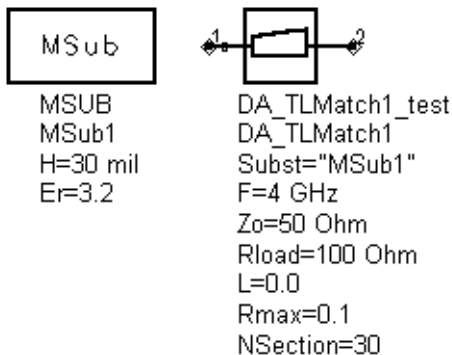 MSub
MSUB
MSub1
H=30 mil
Er=3.2
1
2
DA_TLMatch1_test
DA_TLMatch1
Subst="MSub1"
F=4 GHz
Zo=50 Ohm
Rload=100 Ohm
L=0.0
Rmax=0.1
NSection=30